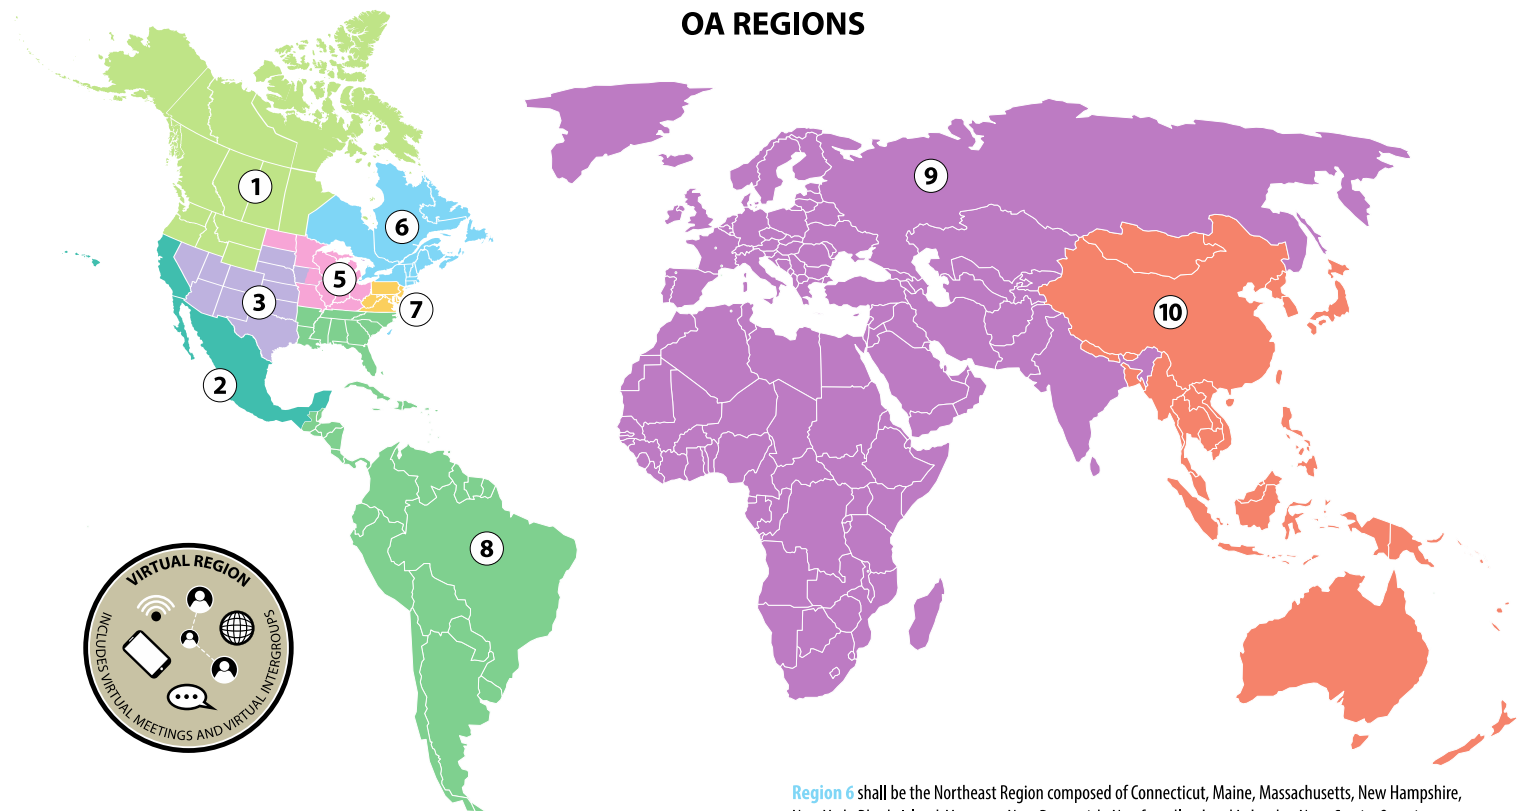 OA REGIONS
1
2
3
5
6
7
8
9
10
VIRTUAL REGION
INCLUDES VIRTUAL MEETINGS AND VIRTUAL INTERGROUPS
Region 6 shall be the Northeast Region composed of Connecticut, Maine, Massachusetts, New Hampshire,